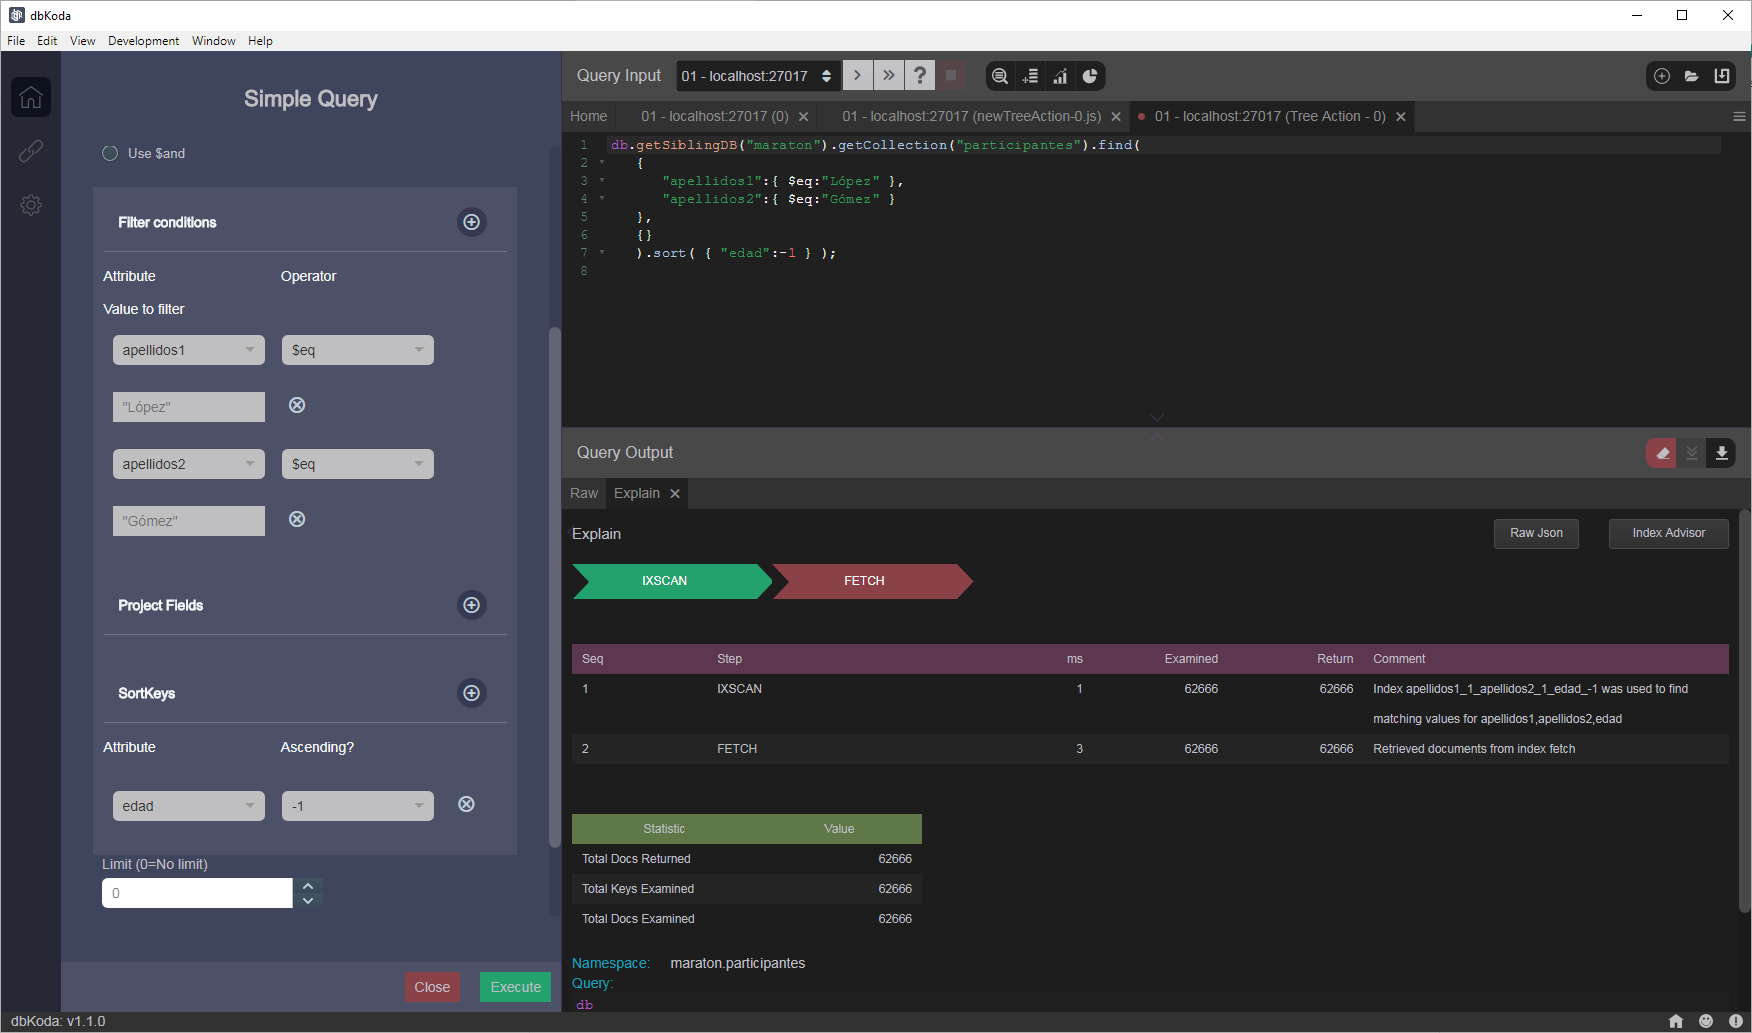 dbKoda
File Edit View Development Window Help
Simple Query
Use $and
Filter conditions
Attribute Operator
Value to filter
apellidos1 $eq
"López"
apellidos2 $eq
"Gómez"
Project Fields
SortKeys
Attribute Ascending?
edad -1
Limit (0=No limit)
0
Close Execute
Query Input 01 - localhost:27017
Home 01 - localhost:27017 (0) 01 - localhost:27017 (newTreeAction-0.js) 01 - localhost:27017 (Tree Action - 0)
1 db.getSiblingDB("maraton").getCollection("participantes").find(
2 {
3 "apellidos1":{ $eq:"López" },
4 "apellidos2":{ $eq:"Gómez" }
5 },
6 {}
7 ).sort( { "edad":-1 } );
8
Query Output
Raw Explain
Explain Raw Json Index Advisor
IXSCAN FETCH
Seq Step ms Examined Return Comment
1 IXSCAN 1 62666 62666 Index apellidos1_1_apellidos2_1_edad_-1 was used to find
matching values for apellidos1,apellidos2,edad
2 FETCH 3 62666 62666 Retrieved documents from index fetch
Statistic Value
Total Docs Returned 62666
Total Keys Examined 62666
Total Docs Examined 62666
Namespace: maraton.participantes
Query:
db
dbKoda: v1.1.0